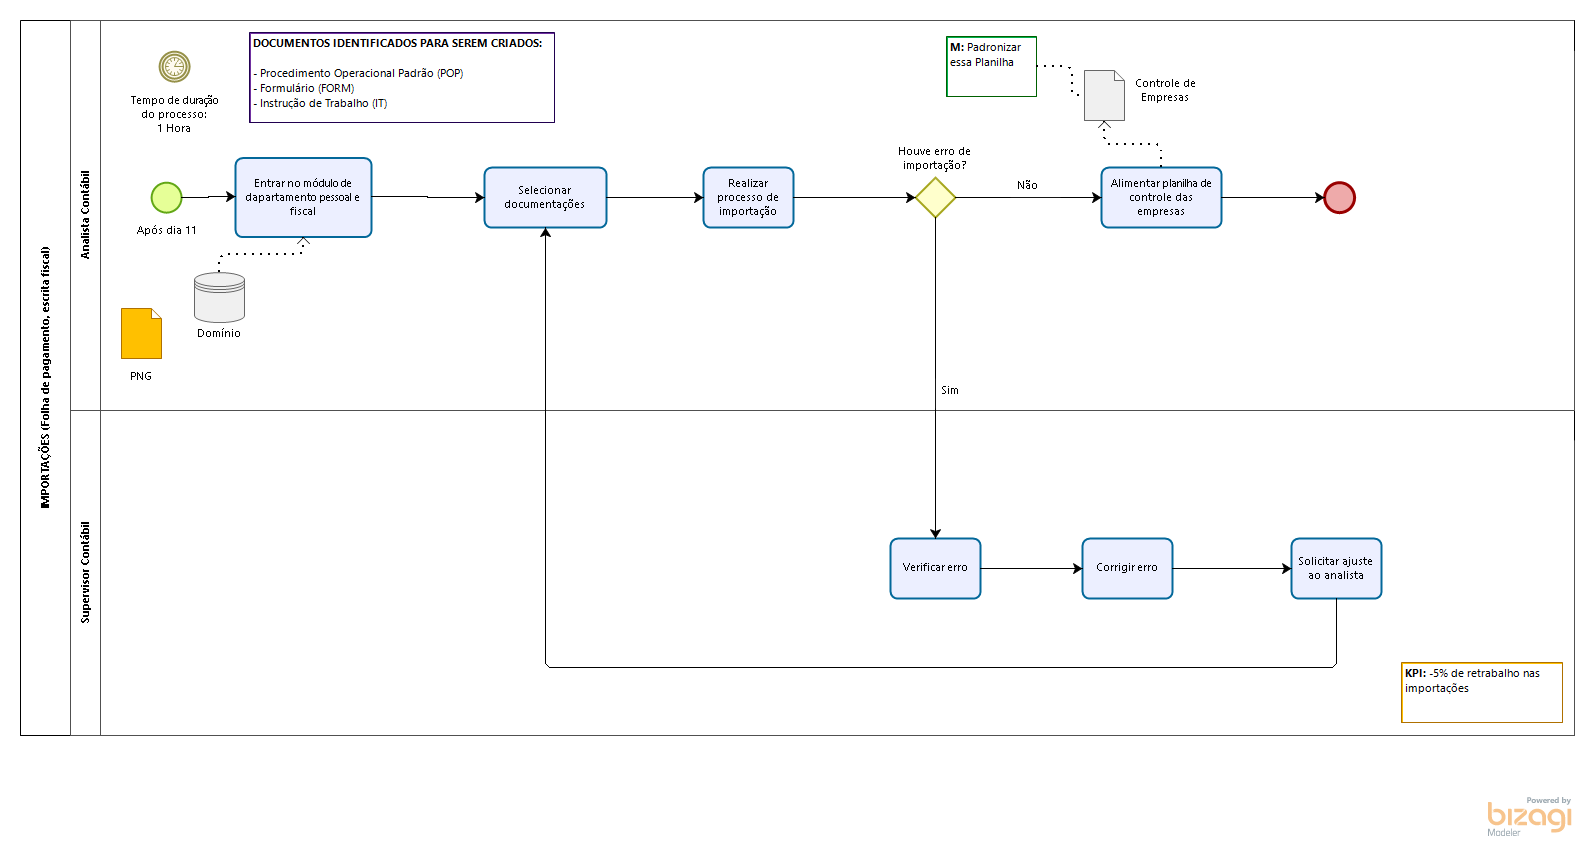 IMPORTAÇÕES (Folha de pagamento, escrita fiscal)
Analista Contábil
Tempo de duração
do processo:
1 Hora
DOCUMENTOS IDENTIFICADOS PARA SEREM CRIADOS:
- Procedimento Operacional Padrão (POP)
- Formulário (FORM)
- Instrução de Trabalho (IT)
M: Padronizar
essa Planilha
Controle de
Empresas
Após dia 11
Entrar no módulo de
dapartamento pessoal e
fiscal
Selecionar
documentações
Realizar
processo de
importação
Houve erro de
importação?
Não
Alimentar planilha de
controle das
empresas
Domínio
PNG
Sim
Supervisor Contábil
Verificar erro
Corrigir erro
Solicitar ajuste
ao analista
KPI: -5% de retrabalho nas
importações
Powered by
bizagi
Modeler